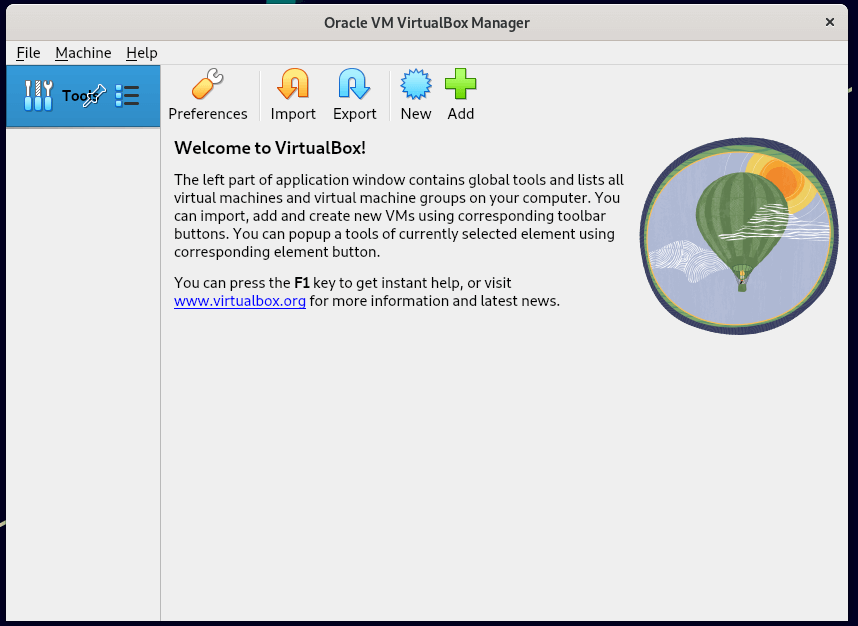 Oracle VM VirtualBox Manager
File Machine Help
Tools
Preferences Import Export New Add
Welcome to VirtualBox!
The left part of application window contains global tools and lists all
virtual machines and virtual machine groups on your computer. You
can import, add and create new VMs using corresponding toolbar
buttons. You can popup a tools of currently selected element using
corresponding element button.
You can press the F1 key to get instant help, or visit
www.virtualbox.org for more information and latest news.